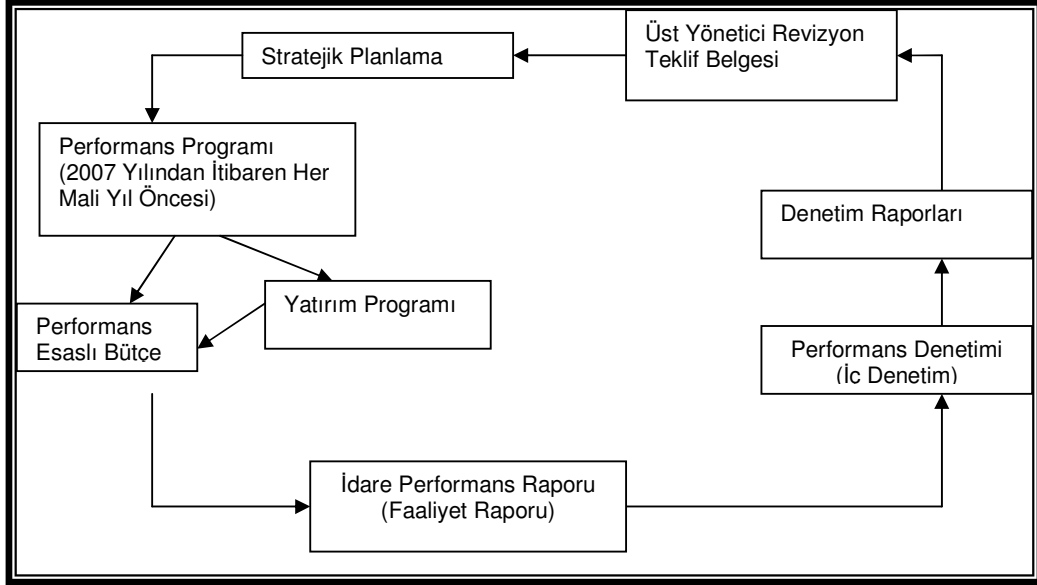 Üst Yönetici Revizyon
Teklif Belgesi
Stratejik Planlama
Performans Programı
(2007 Yılından İtibaren Her
Mali Yıl Öncesi)
Denetim Raporları
Yatırım Programı
Performans
Esaslı Bütçe
Performans Denetimi
(İç Denetim)
İdare Performans Raporu
(Faaliyet Raporu)